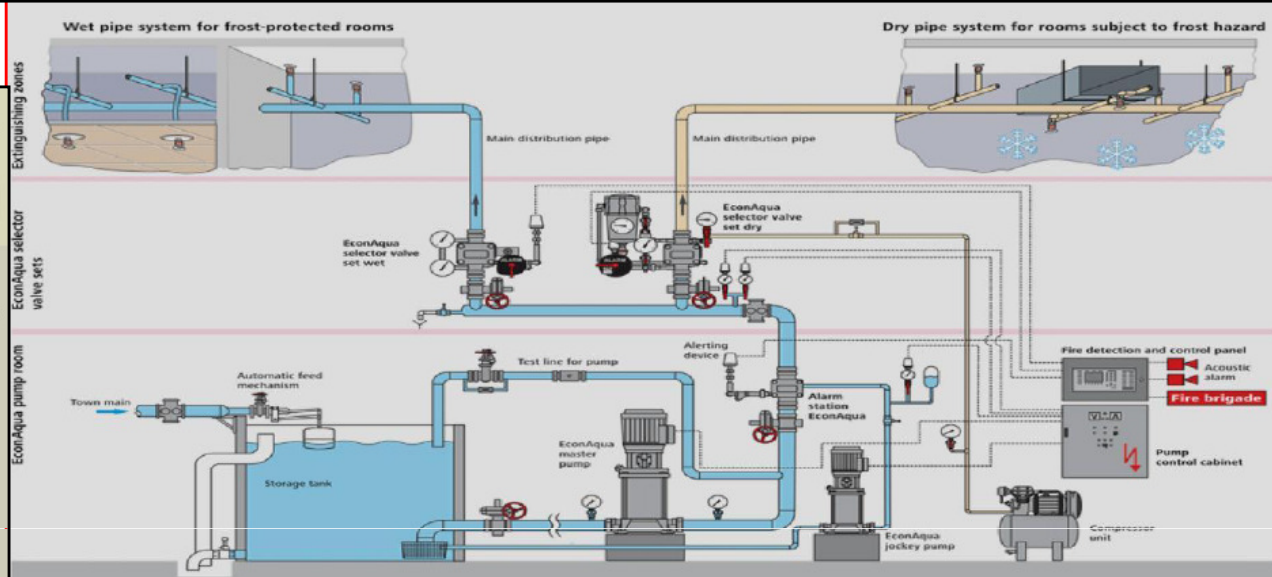 Wet pipe system for frost-protected rooms
Dry pipe system for rooms subject to frost hazard
Extinguishing zones
Main distribution pipe
Main distribution pipe
EconAqua selector
valve sets
EconAqua
selector valve
set wet
EconAqua
selector valve
set dry
ALARM
ALARM
EconAqua pump room
Town main
Automatic feed
mechanism
Test line for pump
Alerting
device
Storage tank
EconAqua
master
pump
Alarm
station
EconAqua
EconAqua
jockey pump
Fire detection and control panel
Acoustic
alarm
Fire brigade
V A
Pump
control cabinet
Compressor
unit